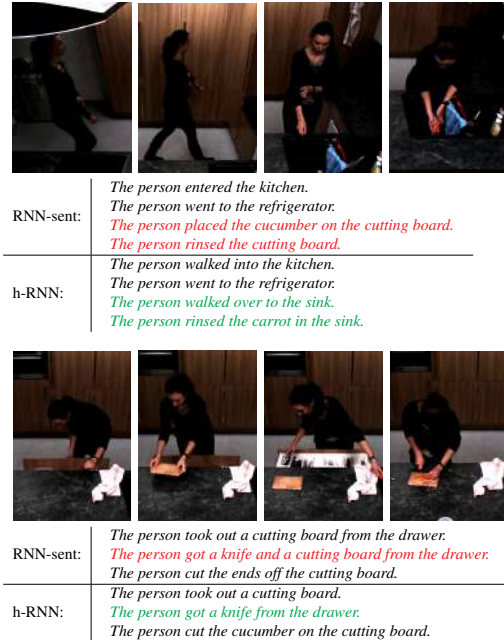 RNN-sent:
The person entered the kitchen.
The person went to the refrigerator.
The person placed the cucumber on the cutting board.
The person rinsed the cutting board.
h-RNN:
The person walked into the kitchen.
The person went to the refrigerator.
The person walked over to the sink.
The person rinsed the carrot in the sink.
RNN-sent:
The person took out a cutting board from the drawer.
The person got a knife and a cutting board from the drawer.
The person cut the ends off the cutting board.
h-RNN:
The person took out a cutting board.
The person got a knife from the drawer.
The person cut the cucumber on the cutting board.